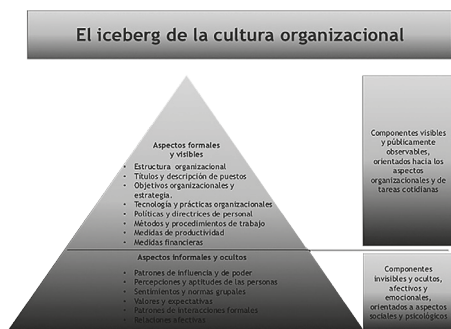 El iceberg de la cultura organizacional
Aspectos formales
y visibles
• Estructura organizacional
• Títulos y descripción de puestos
• Objetivos organizacionales y
estrategia.
• Tecnología y prácticas organizacionales
• Políticas y directrices de personal
• Métodos y procedimientos de trabajo
• Medidas de productividad
• Medidas financieras
Aspectos informales y ocultos
• Patrones de influencia y de poder
• Percepciones y aptitudes de las personas
• Sentimientos y normas grupales
• Valores y expectativas
• Patrones de interacciones formales
• Relaciones afectivas
Componentes visibles
y públicamente
observables,
orientados hacia los
aspectos
organizacionales y de
tareas cotidianas
Componentes
invisibles y ocultos,
afectivos y
emocionales,
orientados a aspectos
sociales y psicológicos